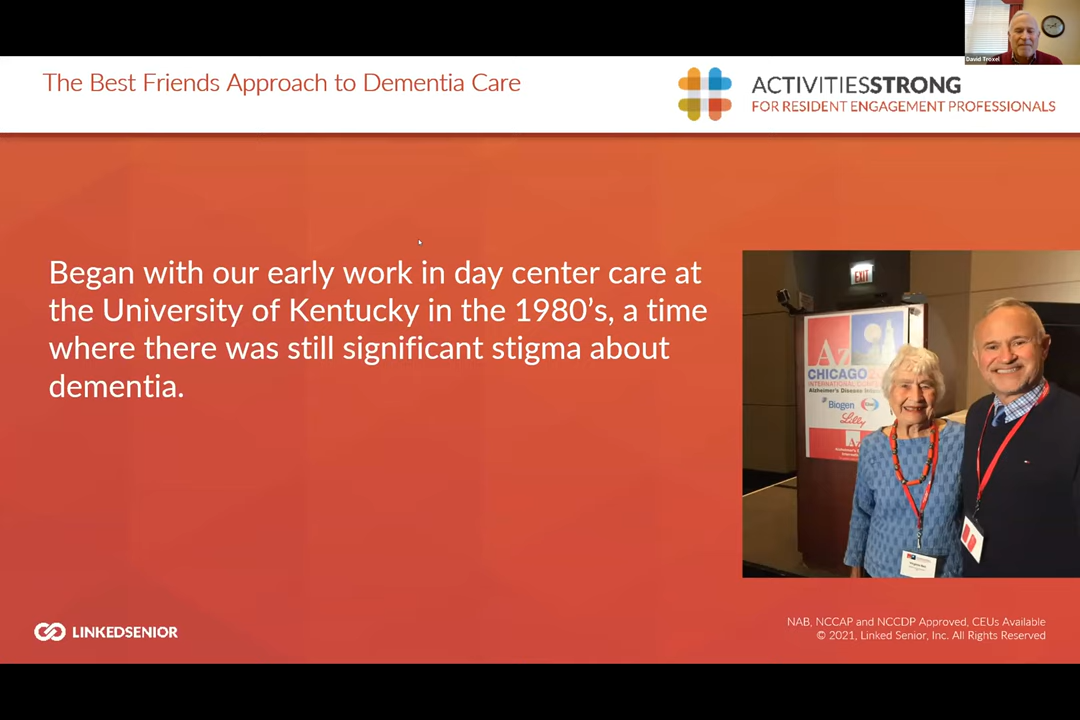 David Troxel
The Best Friends Approach to Dementia Care
ACTIVITIESSTRONG
FOR RESIDENT ENGAGEMENT PROFESSIONALS
Began with our early work in day center care at
the University of Kentucky in the 1980's, a time
where there was still significant stigma about
dementia.
EXIT
CHICAGO
Alzheimer's Disease
Biogen
Lilly
LINKEDSENIOR
NAB, NCCAP and NCCDP Approved, CEUs Available
© 2021, Linked Senior, Inc. All Rights Reserved